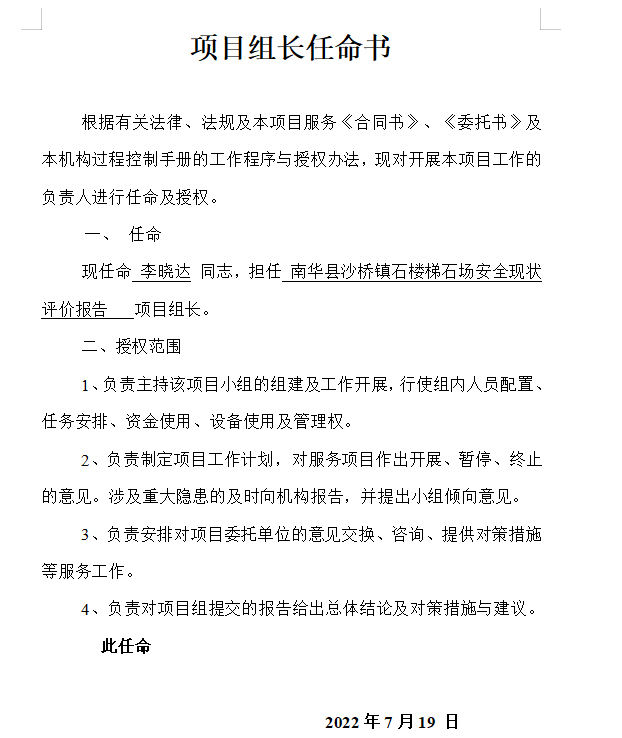 项目组长任命书
根据有关法律、法规及本项目服务《合同书》、《委托书》及
本机构过程控制手册的工作程序与授权办法，现对开展本项目工作的
负责人进行任命及授权。
一、 任命
现任命 李晓达 同志，担任 南华县沙桥镇石楼梯石场安全现状
评价报告 项目组长。
二、授权范围
1、负责主持该项目小组的组建及工作开展，行使组内人员配置、
任务安排、资金使用、设备使用及管理权。
2、负责制定项目工作计划，对服务项目作出开展、暂停、终止
的意见。涉及重大隐患的及时向机构报告，并提出小组倾向意见。
3、负责安排对项目委托单位的意见交换、咨询、提供对策措施
等服务工作。
4、负责对项目组提交的报告给出总体结论及对策措施与建议。
此任命
2022 年 7 月 19 日